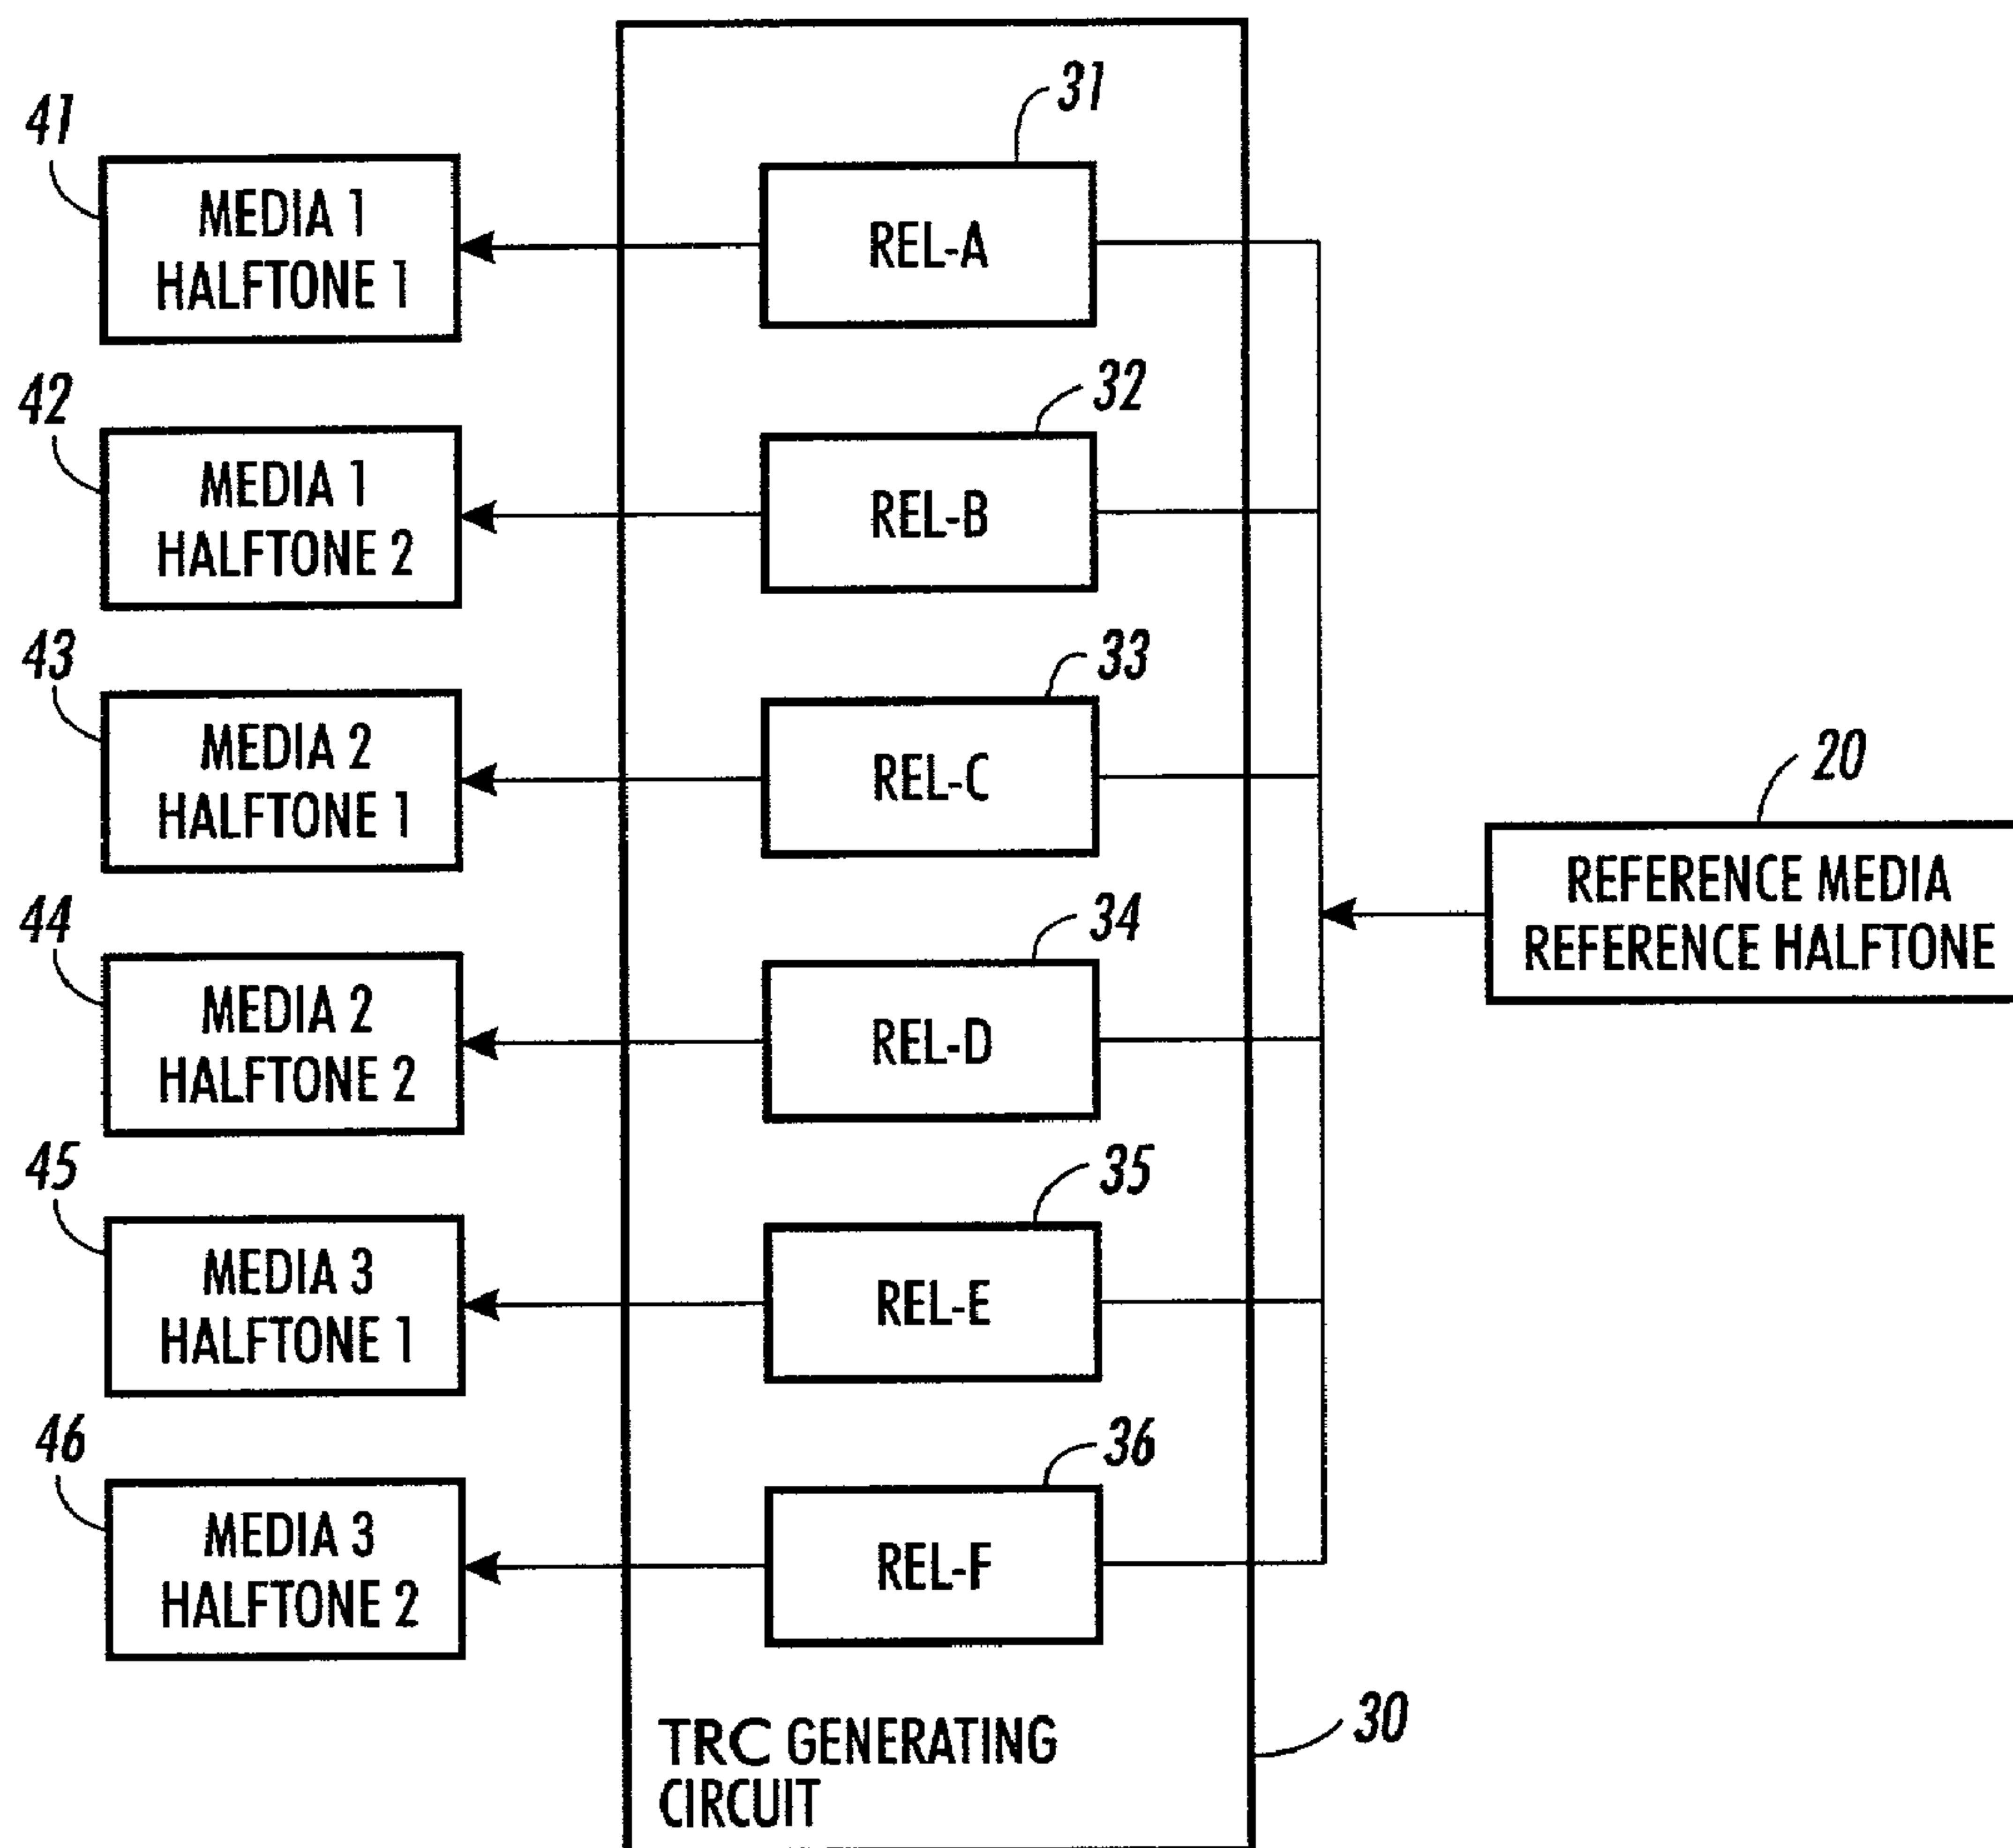 31
41
MEDIA 1
HALFTONE 1
REL-A
32
42
MEDIA 1
HALFTONE 2
REL-B
33
43
MEDIA 2
HALFTONE 1
REL-C
20
REFERENCE MEDIA
REFERENCE HALFTONE
34
44
MEDIA 2
HALFTONE 2
REL-D
35
45
MEDIA 3
HALFTONE 1
REL-E
36
46
MEDIA 3
HALFTONE 2
REL-F
30
TRC GENERATING
CIRCUIT